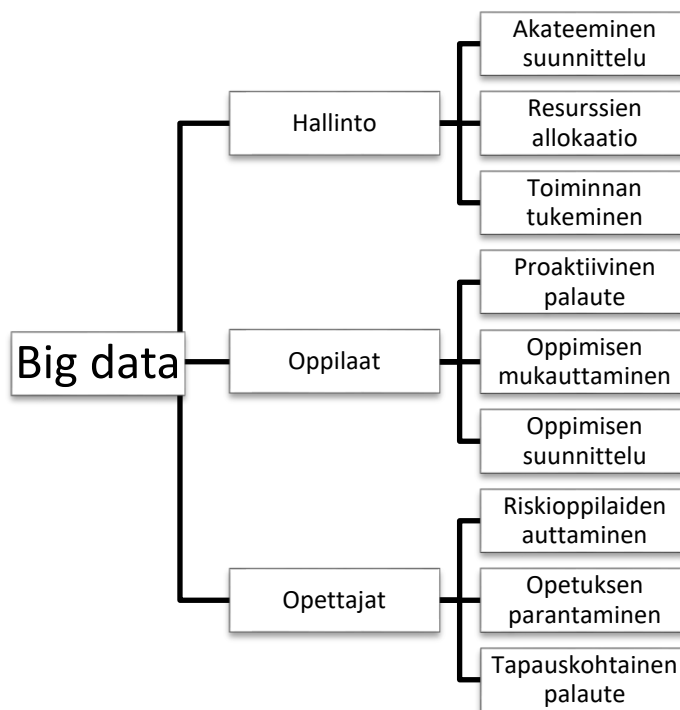 Big data
Hallinto
Akateeminen
suunnittelu
Resurssien
allokaatio
Toiminnan
tukeminen
Oppilaat
Proaktiivinen
palaute
Oppimisen
mukauttaminen
Oppimisen
suunnittelu
Opettajat
Riskioppilaiden
auttaminen
Opetuksen
parantaminen
Tapauskohtainen
palaute